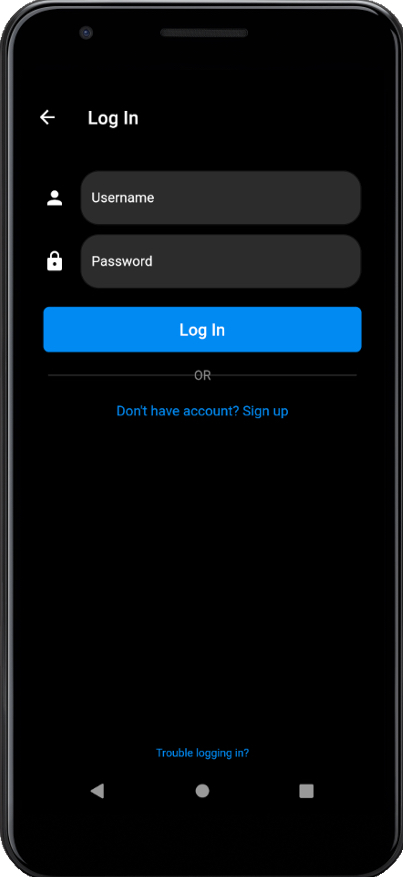 Log In
Username
Password
Log In
OR
Don't have account? Sign up
Trouble logging in?